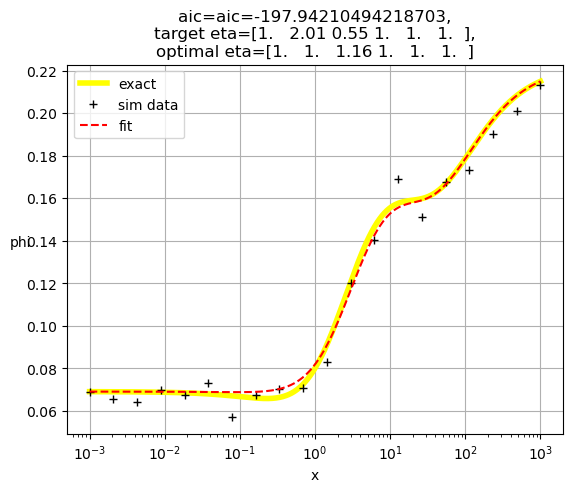 aic=aic=-197.94210494218703,
target eta=[1. 2.01 0.55 1. 1. 1. ],
optimal eta=[1. 1. 1.16 1. 1. 1. ]
exact
sim data
fit
0.22
0.20
0.18
0.16
0.14
0.12
0.10
0.08
0.06
phi
10⁻³
10⁻²
10⁻¹
10⁰
10¹
10²
10³
x